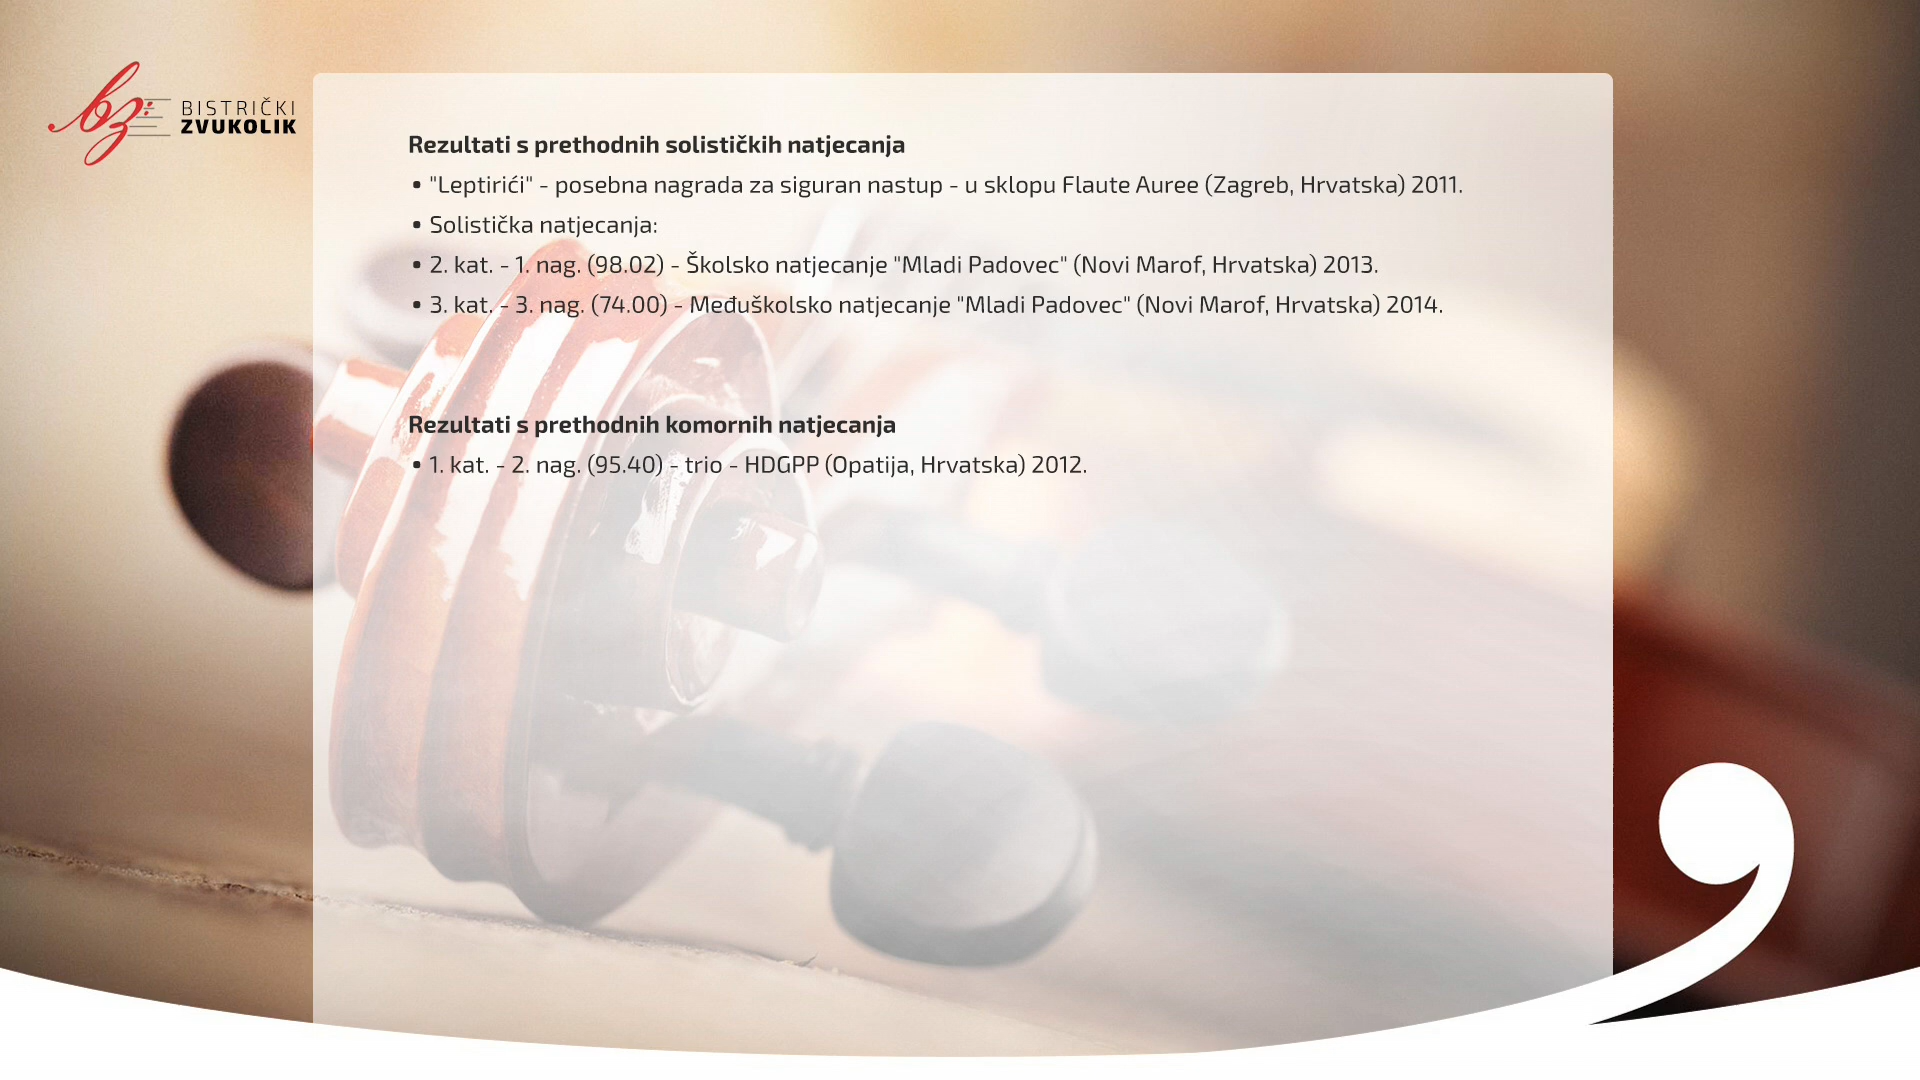 bz:
BISTRIČKI
ZVUKOLIK
Rezultati s prethodnih solističkih natjecanja
• "Leptirići" - posebna nagrada za siguran nastup - u sklopu Flaute Auree (Zagreb, Hrvatska) 2011.
• Solistička natjecanja:
• 2. kat. - 1. nag. (98.02) - Školsko natjecanje "Mladi Padovec" (Novi Marof, Hrvatska) 2013.
• 3. kat. - 3. nag. (74.00) - Međuškolsko natjecanje "Mladi Padovec" (Novi Marof, Hrvatska) 2014.
Rezultati s prethodnih komornih natjecanja
• 1. kat. - 2. nag. (95.40) - trio - HDGPP (Opatija, Hrvatska) 2012.